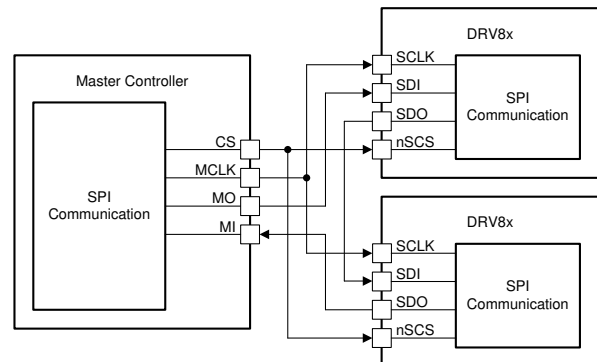 Master Controller
SPI
Communication
CS
MCLK
MO
MI
DRV8x
SCLK
SDI
SDO
nSCS
SPI
Communication
DRV8x
SCLK
SDI
SDO
nSCS
SPI
Communication